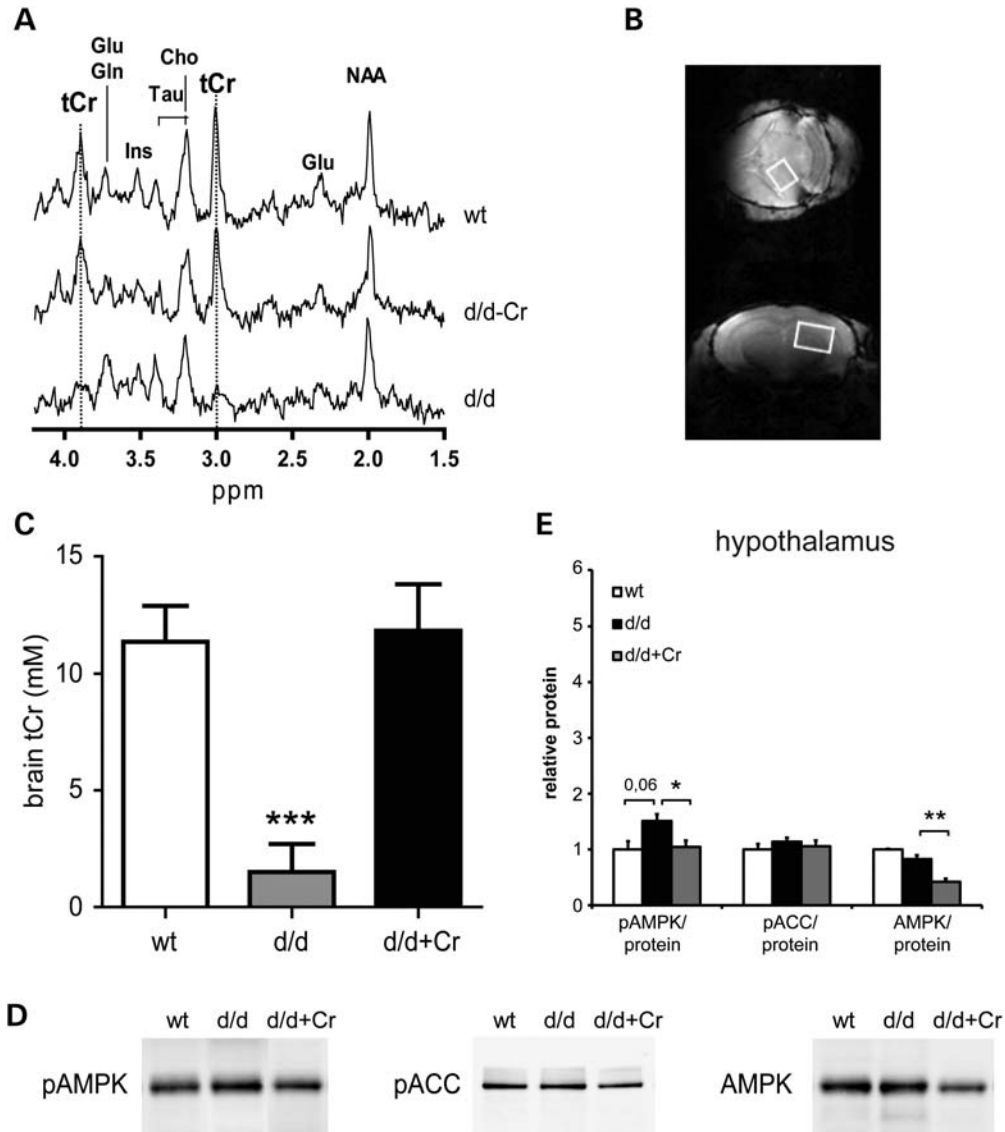 A
Glu
Gln
Cho
tCr
Tau
tCr
NAA
Ins
Glu
wt
d/d-Cr
d/d
4.0 3.5 3.0 2.5 2.0 1.5
ppm
B
C
15
10
5
0
brain tCr (mM)
***
wt d/d d/d+Cr
E
hypothalamus
6
5
4
3
2
1
0
relative protein
wt
d/d
d/d+Cr
0,06 *
**
pAMPK/ pACC/ AMPK/
protein protein protein
D
wt d/d d/d+Cr
pAMPK
wt d/d d/d+Cr
pACC
wt d/d d/d+Cr
AMPK